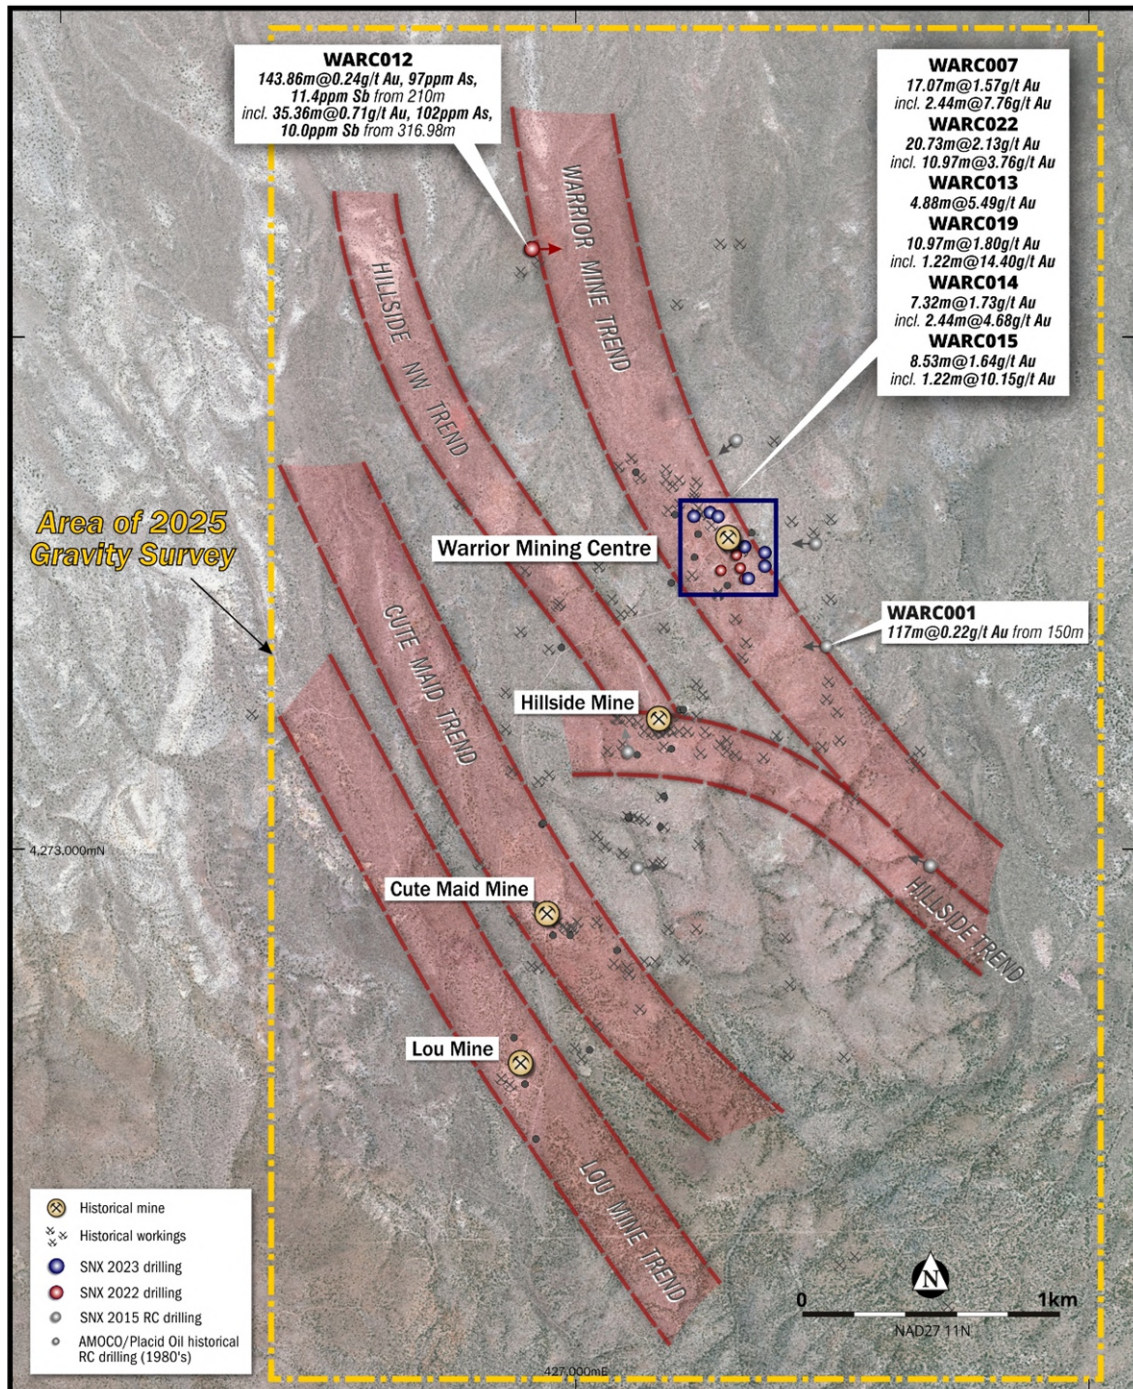 WARC012
143.86m@0.24g/t Au, 97ppm As,
11.4ppm Sb from 210m
incl. 35.36m@0.71g/t Au, 102ppm As,
10.0ppm Sb from 316.98m
WARC007
17.07m@1.57g/t Au
incl. 2.44m@7.76g/t Au
WARC022
20.73m@2.13g/t Au
incl. 10.97m@3.76g/t Au
WARC013
4.88m@5.49g/t Au
WARC019
10.97m@1.80g/t Au
incl. 1.22m@14.40g/t Au
WARC014
7.32m@1.73g/t Au
incl. 2.44m@4.68g/t Au
WARC015
8.53m@1.64g/t Au
incl. 1.22m@10.15g/t Au
WARRIOR MINE TREND
HILLSIDE NW TREND
Area of 2025
Gravity Survey
Warrior Mining Centre
CUTE MAID TREND
WARC001
117m@0.22g/t Au from 150m
Hillside Mine
4,273,000mN
Cute Maid Mine
HILLSIDE TREND
Lou Mine
LOU MINE TREND
Historical mine
Historical workings
SNX 2023 drilling
SNX 2022 drilling
SNX 2015 RC drilling
AMOCO/Placid Oil historical
RC drilling (1980's)
N
0 1km
NAD27 11N
427,000mE